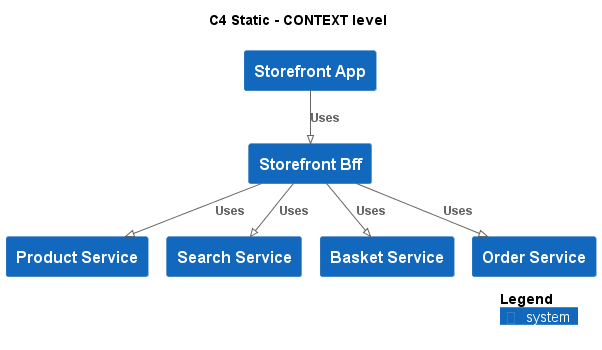 C4 Static - CONTEXT level
Storefront App
Uses
Storefront Bff
Uses Uses Uses Uses
Product Service Search Service Basket Service Order Service
Legend
system